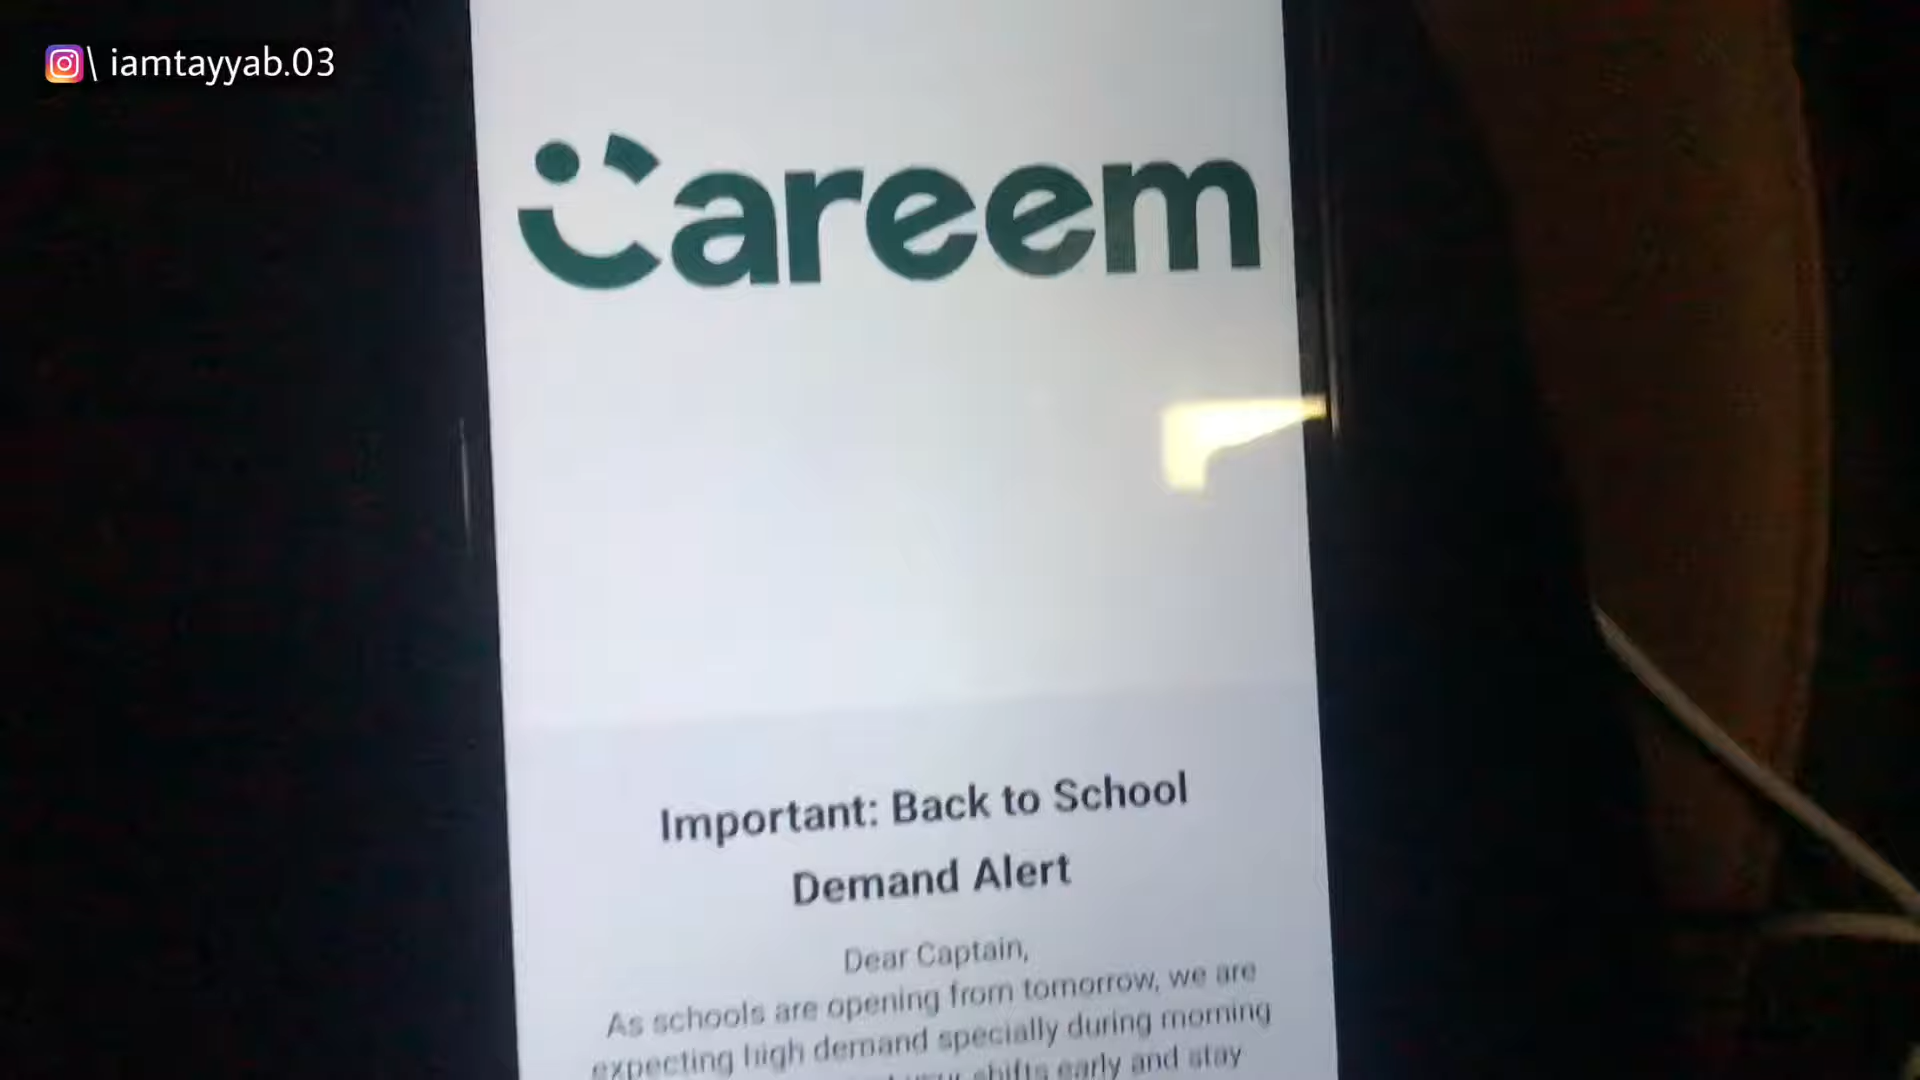 \ iamtayyab.03
Careem
Important: Back to School
Demand Alert
Dear Captain,
As schools are opening from tomorrow, we are
expecting high demand specially during morning
shifts early and stay